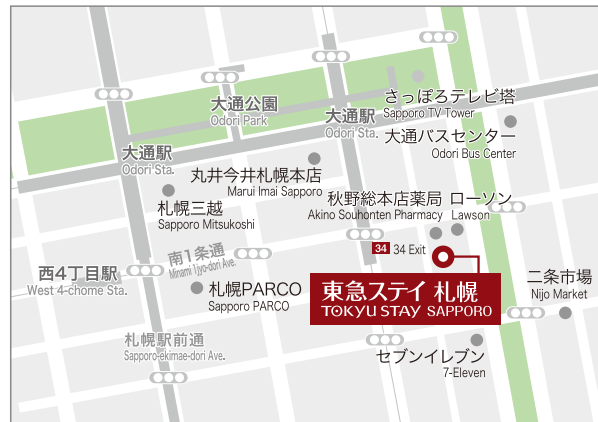 さっぽろテレビ塔
Sapporo TV Tower
大通公園
Odori Park
大通駅
Odori Sta.
大通バスセンター
Odori Bus Center
大通駅
Odori Sta.
丸井今井札幌本店
Marui Imai Sapporo
札幌三越
Sapporo Mitsukoshi
秋野総本店薬局
Akino Souhonten Pharmacy
ローソン
Lawson
34
34 Exit
南1条通
Minami 1jyo-dori Ave.
西4丁目駅
West 4-chome Sta.
札幌PARCO
Sapporo PARCO
東急ステイ 札幌
TOKYU STAY SAPPORO
二条市場
Nijo Market
札幌駅前通
Sapporo-ekimae-dori Ave.
セブンイレブン
7-Eleven